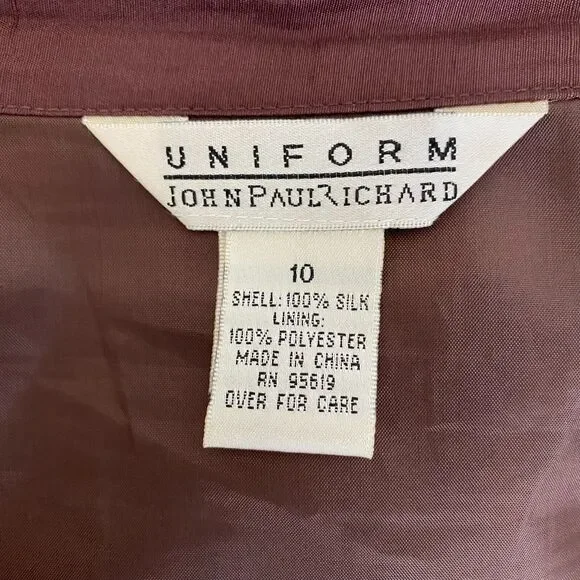 UNIFORM
JOHNPAULRICHARD
10
SHELL: 100% SILK
LINING:
100% POLYESTER
MADE IN CHINA
RN 95619
OVER FOR CARE